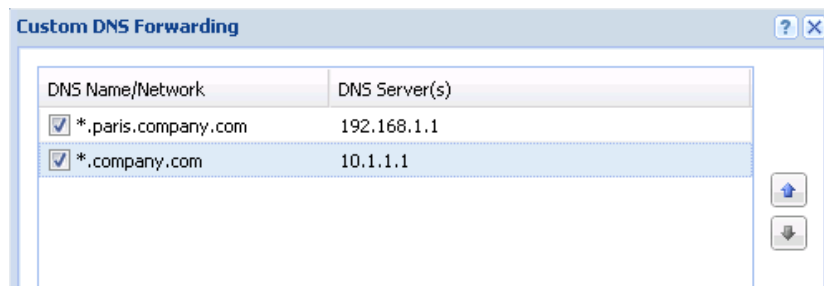 Custom DNS Forwarding
DNS Name/Network DNS Server(s)
*.paris.company.com 192.168.1.1
*.company.com 10.1.1.1